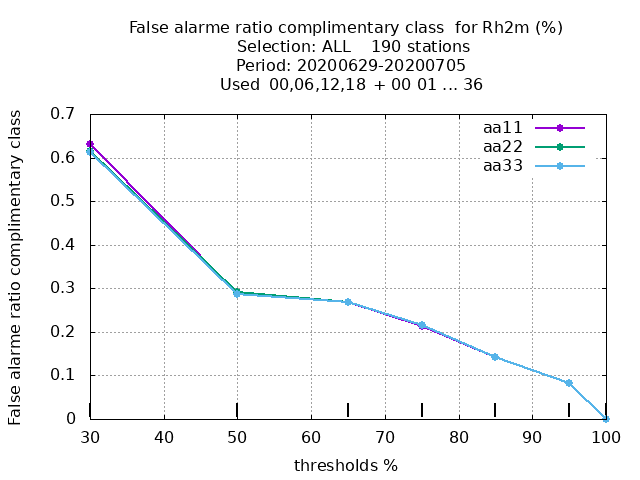 False alarme ratio complimentary class  for Rh2m (%)
Selection: ALL    190 stations
Period: 20200629-20200705
Used  00,06,12,18  + 00 01 ... 36
False alarme ratio complimentary class
0.7
0.6
0.5
0.4
0.3
0.2
0.1
0
aa11
aa22
aa33
30 40 50 60 70 80 90 100
thresholds %